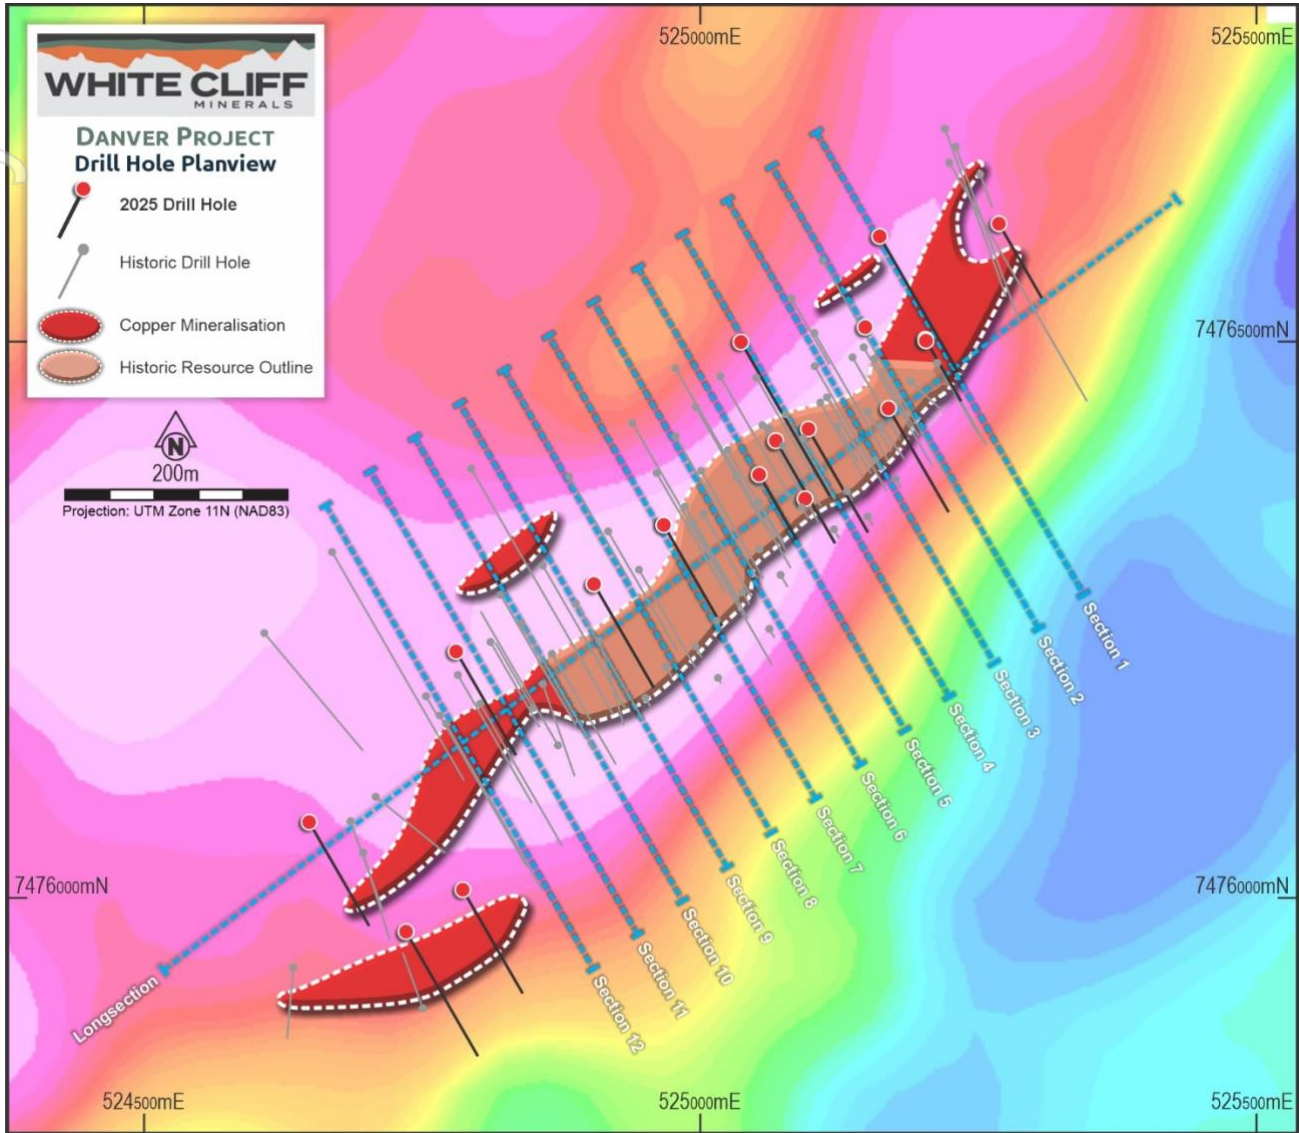 WHITE CLIFF
MINERALS
DANVER PROJECT
Drill Hole Planview
2025 Drill Hole
Historic Drill Hole
Copper Mineralisation
Historic Resource Outline
N
200m
Projection: UTM Zone 11N (NAD83)
525000mE
525500mE
7476500mN
Section 1
Section 2
Section 3
Section 4
Section 5
Section 6
Section 7
Section 8
Section 9
Section 10
Section 11
Section 12
7476000mN
7476000mN
Longsection
524500mE
525000mE
525500mE